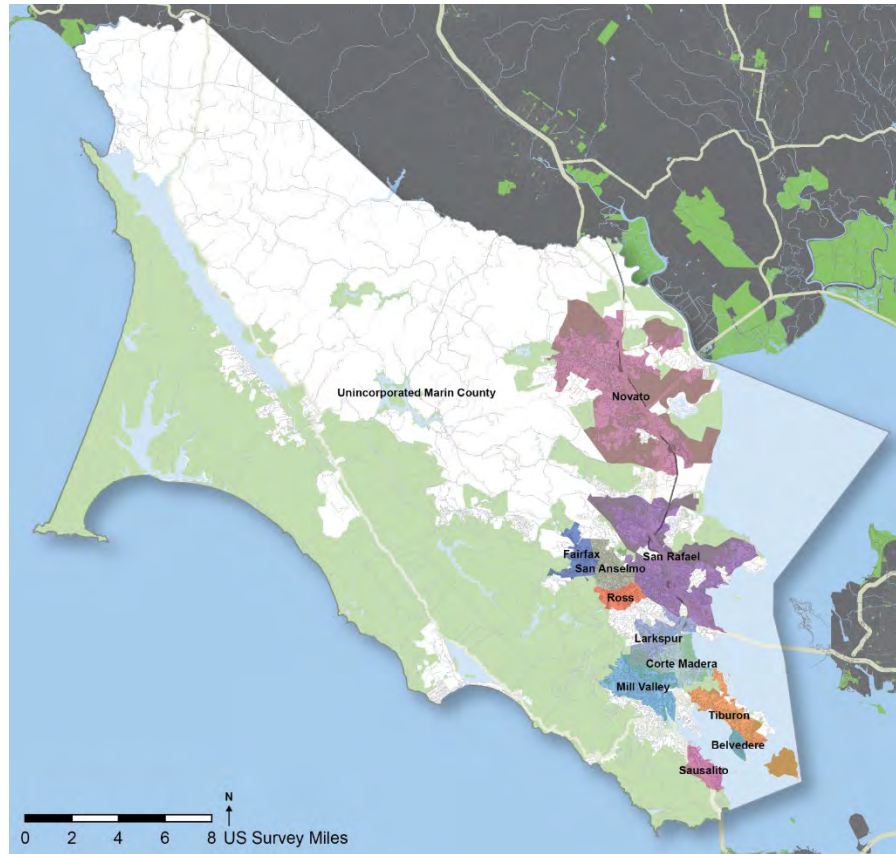 Unincorporated Marin County
Novato
Fairfax
San Rafael
San Anselmo
Ross
Larkspur
Corte Madera
Mill Valley
Tiburon
Belvedere
Sausalito
N
0 2 4 6 8 US Survey Miles